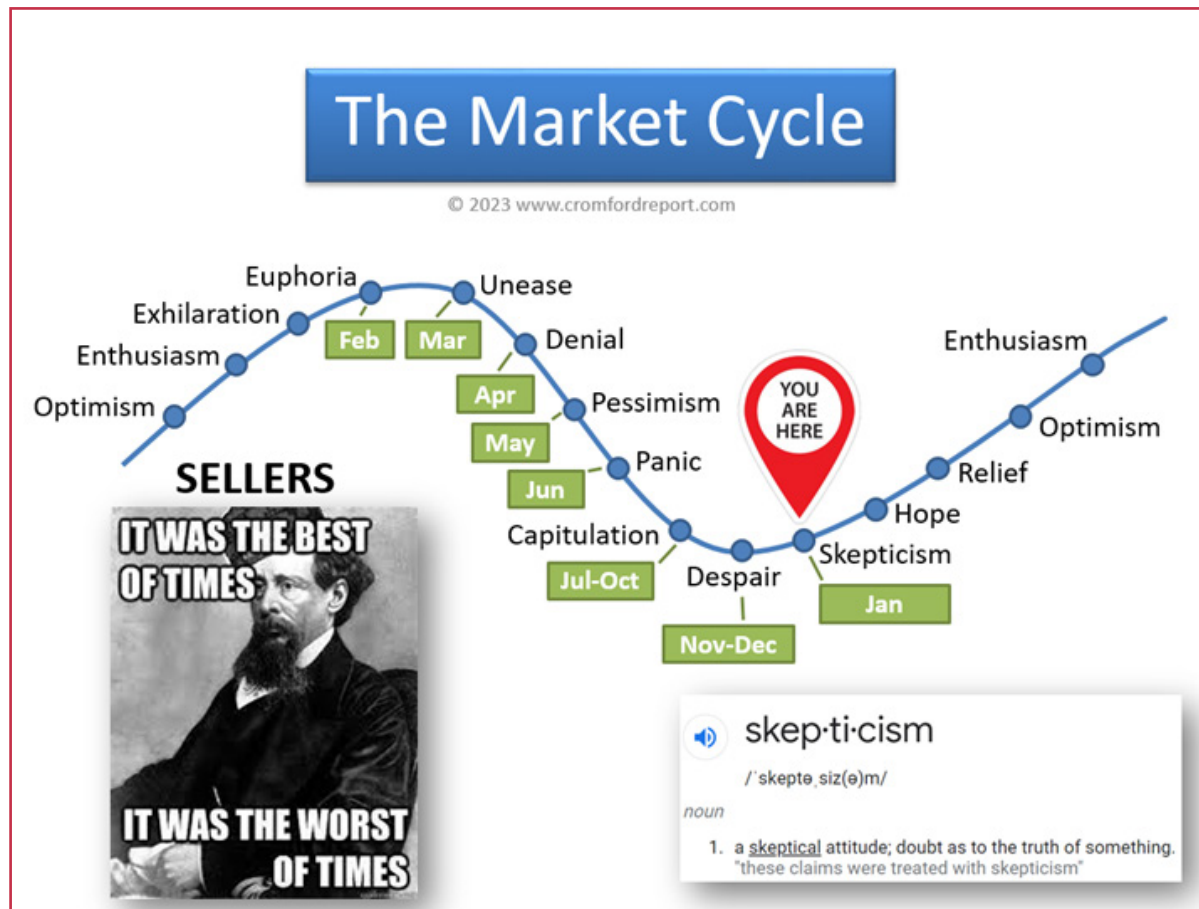 The Market Cycle
© 2023 www.cromfordreport.com
Optimism
Enthusiasm
Exhilaration
Euphoria
Feb
Unease
Mar
Denial
Apr
Pessimism
May
Panic
Jun
Capitulation
Jul-Oct
Despair
Nov-Dec
YOU
ARE
HERE
Skepticism
Jan
Hope
Relief
Optimism
Enthusiasm
SELLERS
IT WAS THE BEST
OF TIMES
IT WAS THE WORST
OF TIMES
skep·ti·cism
/ˈskeptəˌsiz(ə)m/
noun
1. a skeptical attitude; doubt as to the truth of something.
"these claims were treated with skepticism"